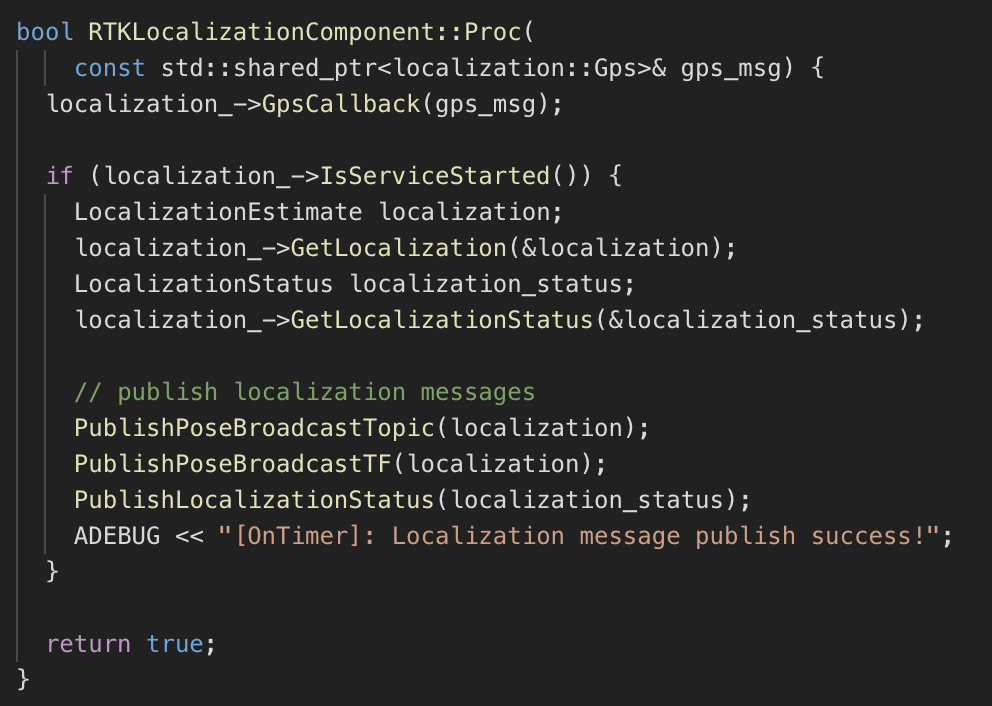 bool RTKLocalizationComponent::Proc(
    const std::shared_ptr<localization::Gps>& gps_msg) {
  localization_->GpsCallback(gps_msg);

  if (localization_->IsServiceStarted()) {
    LocalizationEstimate localization;
    localization_->GetLocalization(&localization);
    LocalizationStatus localization_status;
    localization_->GetLocalizationStatus(&localization_status);

    // publish localization messages
    PublishPoseBroadcastTopic(localization);
    PublishPoseBroadcastTF(localization);
    PublishLocalizationStatus(localization_status);
    ADEBUG << "[OnTimer]: Localization message publish success!";
  }

  return true;
}